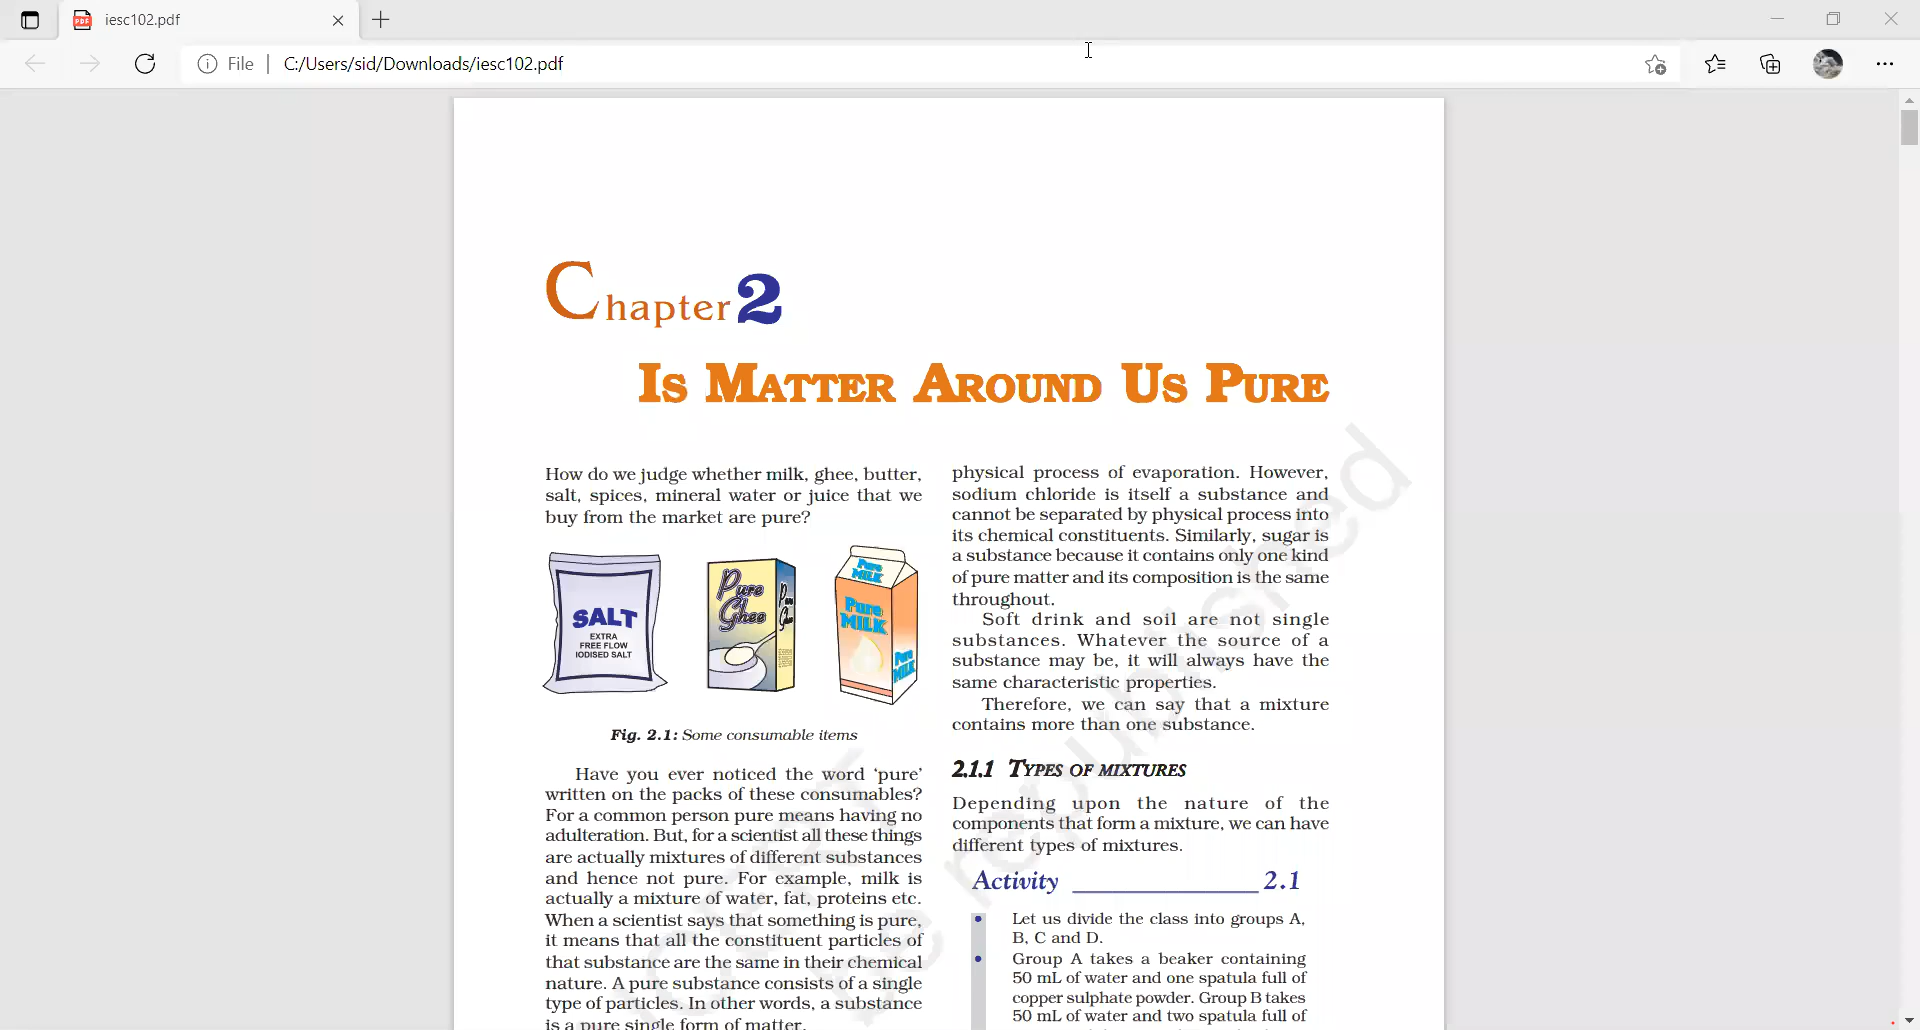 iesc102.pdf
File
C:/Users/sid/Downloads/iesc102.pdf
Chapter 2
IS MATTER AROUND US PURE
How do we judge whether milk, ghee, butter,
salt, spices, mineral water or juice that we
buy from the market are pure?
SALT
EXTRA
FREE FLOW
IODISED SALT
Pure
Ghee
Pure
Ghee
Pure
MILK
Pure
MILK
Pure
MILK
Fig. 2.1: Some consumable items
Have you ever noticed the word ‘pure’
written on the packs of these consumables?
For a common person pure means having no
adulteration. But, for a scientist all these things
are actually mixtures of different substances
and hence not pure. For example, milk is
actually a mixture of water, fat, proteins etc.
When a scientist says that something is pure,
it means that all the constituent particles of
that substance are the same in their chemical
nature. A pure substance consists of a single
type of particles. In other words, a substance
is a pure single form of matter.
physical process of evaporation. However,
sodium chloride is itself a substance and
cannot be separated by physical process into
its chemical constituents. Similarly, sugar is
a substance because it contains only one kind
of pure matter and its composition is the same
throughout.
Soft drink and soil are not single
substances. Whatever the source of a
substance may be, it will always have the
same characteristic properties.
Therefore, we can say that a mixture
contains more than one substance.
2.1.1 TYPES OF MIXTURES
Depending upon the nature of the
components that form a mixture, we can have
different types of mixtures.
Activity 2.1
• Let us divide the class into groups A,
B, C and D.
• Group A takes a beaker containing
50 mL of water and one spatula full of
copper sulphate powder. Group B takes
50 mL of water and two spatula full of
be republished